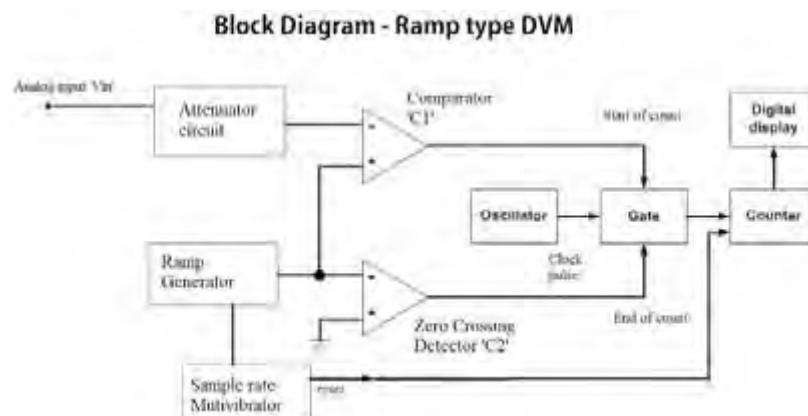 Block Diagram - Ramp type DVM
Analog input Vin
Attenuator
circuit
Comparator
'C1'
Start of count
Digital
display
Oscillator
Gate
Counter
Ramp
Generator
Clock
pulse
Zero Crossing
Detector 'C2'
End of count
Sample rate
Mutivibrator
reset